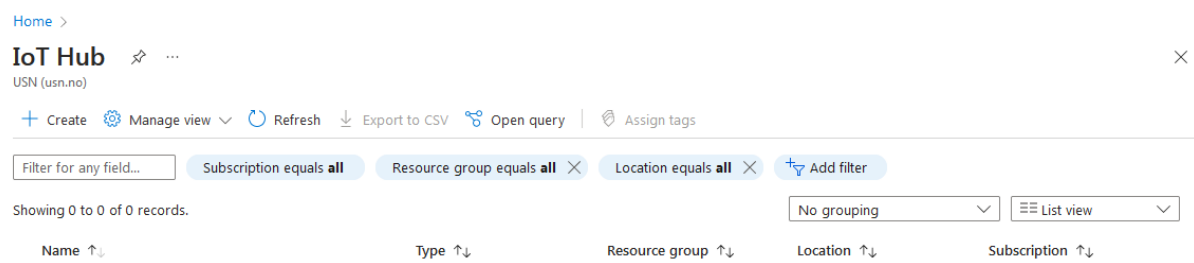 Home >
IoT Hub ...
USN (usn.no)
Create Manage view Refresh Export to CSV Open query Assign tags
Filter for any field... Subscription equals all Resource group equals all Location equals all Add filter
Showing 0 to 0 of 0 records. No grouping List view
Name ↑↓ Type ↑↓ Resource group ↑↓ Location ↑↓ Subscription ↑↓